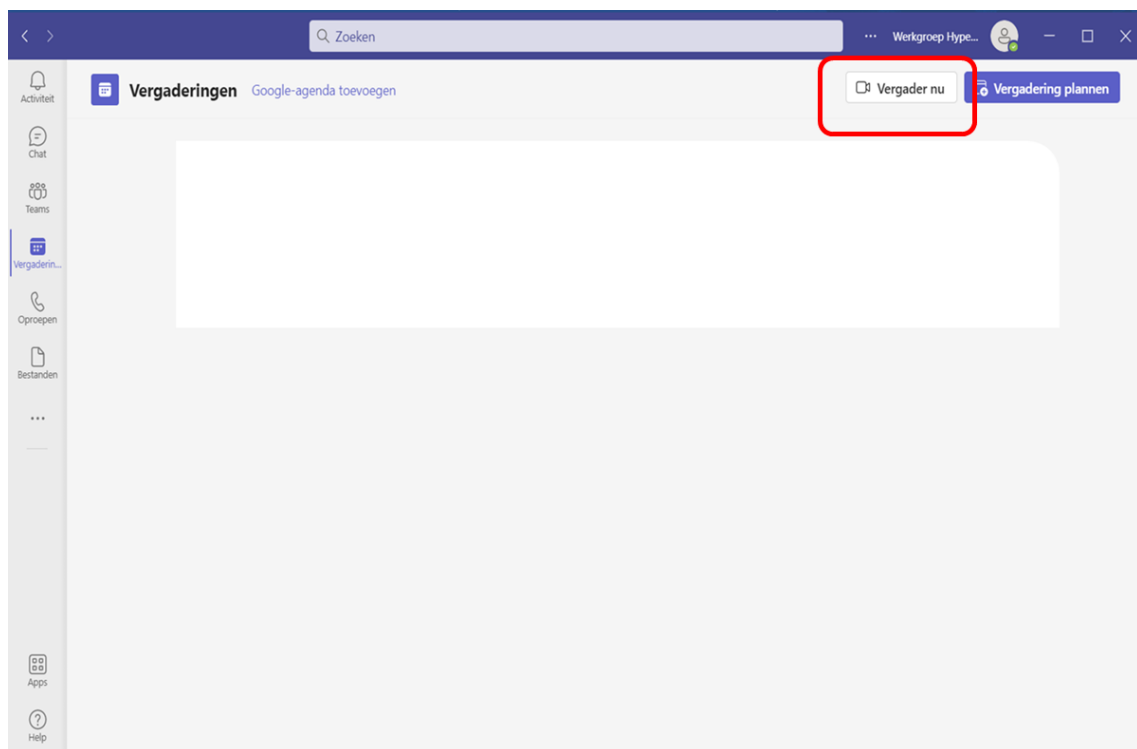 Zoeken
Werkgroep Hype...
Activiteit
Vergaderingen Google-agenda toevoegen
Vergader nu
Vergadering plannen
Chat
Teams
Vergaderin...
Oproepen
Bestanden
Apps
Help